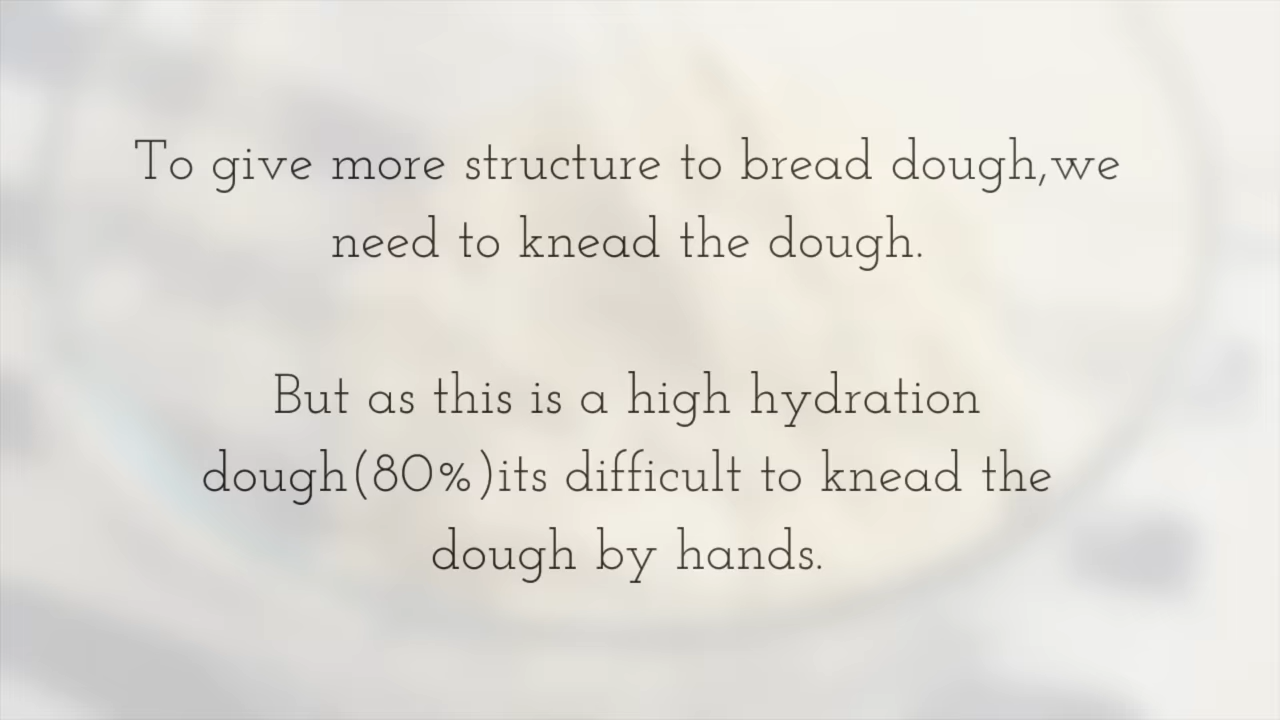 To give more structure to bread dough,we
need to knead the dough.
But as this is a high hydration
dough(80%)its difficult to knead the
dough by hands.